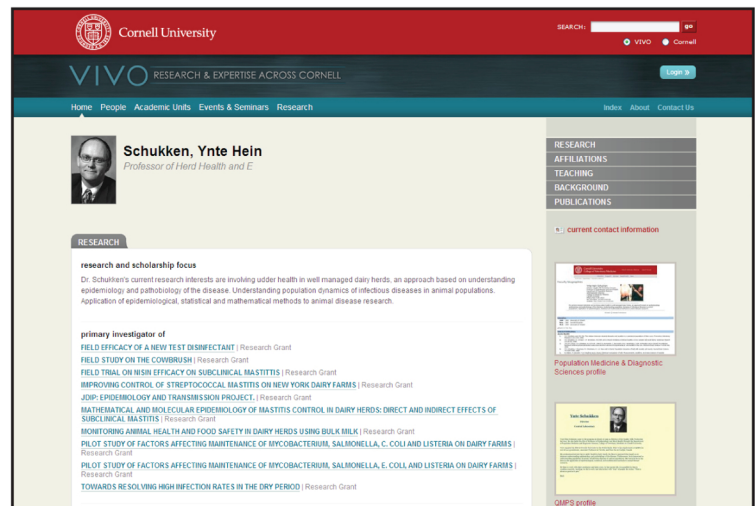 Cornell University
SEARCH:
go
VIVO Cornell
VIVO RESEARCH & EXPERTISE ACROSS CORNELL
Login »
Home People Academic Units Events & Seminars Research
Index About Contact Us
Schukken, Ynte Hein
Professor of Herd Health and E
RESEARCH
AFFILIATIONS
TEACHING
BACKGROUND
PUBLICATIONS
current contact information
RESEARCH
research and scholarship focus
Dr. Schukken's current research interests are involving udder health in well managed dairy herds, an approach based on understanding
epidemiology and pathobiology of the disease. Understanding population dynamics of infectious diseases in animal populations.
Application of epidemiological, statistical and mathematical methods to animal disease research.
primary investigator of
FIELD EFFICACY OF A NEW TEST DISINFECTANT | Research Grant
FIELD STUDY ON THE COWBRUSH | Research Grant
FIELD TRIAL ON NISIN EFFICACY ON SUBCLINICAL MASTITIS | Research Grant
IMPROVING CONTROL OF STREPTOCOCCAL MASTITIS ON NEW YORK DAIRY FARMS | Research Grant
JDIP: EPIDEMIOLOGY AND TRANSMISSION PROJECT. | Research Grant
MATHEMATICAL AND MOLECULAR EPIDEMIOLOGY OF MASTITIS CONTROL IN DAIRY HERDS: DIRECT AND INDIRECT EFFECTS OF
SUBCLINICAL MASTITIS | Research Grant
MONITORING ANIMAL HEALTH AND FOOD SAFETY IN DAIRY HERDS USING BULK MILK | Research Grant
PILOT STUDY OF FACTORS AFFECTING MAINTENANCE OF MYCOBACTERIUM, SALMONELLA, C. COLI AND LISTERIA ON DAIRY FARMS |
Research Grant
PILOT STUDY OF FACTORS AFFECTING MAINTENANCE OF MYCOBACTERIUM, SALMONELLA, E. COLI, AND LISTERIA ON DAIRY FARMS |
Research Grant
TOWARDS RESOLVING HIGH INFECTION RATES IN THE DRY PERIOD | Research Grant
Population Medicine & Diagnostic
Sciences profile
Ynte Schukken
QMPS profile